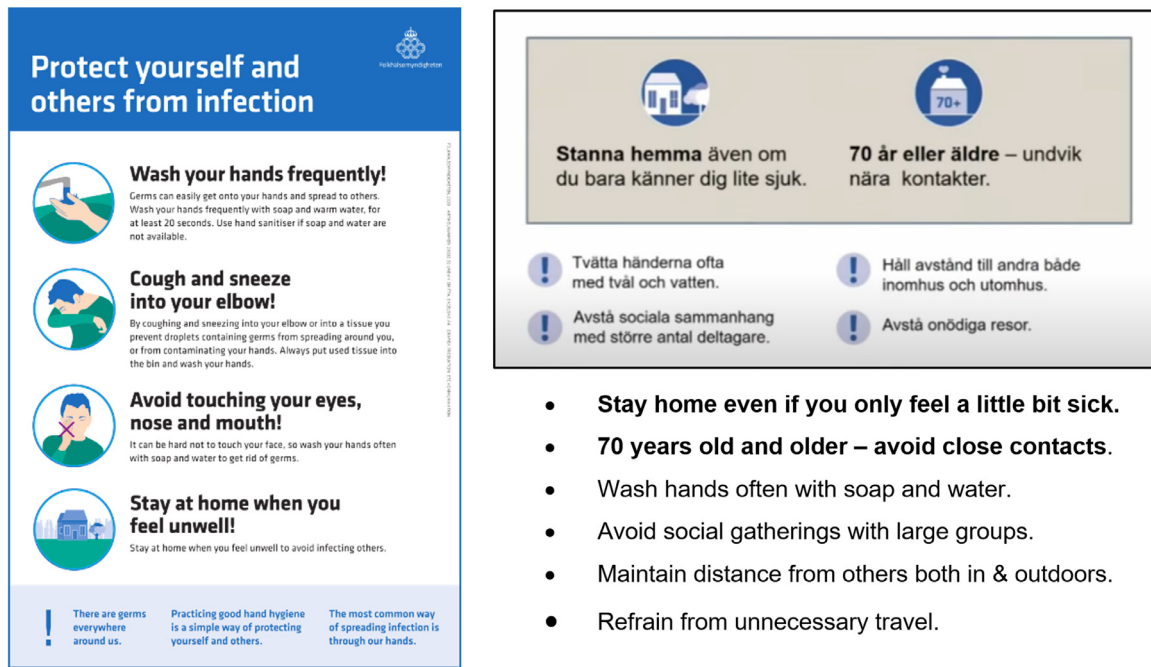 Folkhälsomyndigheten
Protect yourself and
others from infection
Wash your hands frequently!
Germs can easily get onto your hands and spread to others.
Wash your hands frequently with soap and warm water, for
at least 20 seconds. Use hand sanitiser if soap and water are
not available.
Cough and sneeze
into your elbow!
By coughing and sneezing into your elbow or into a tissue you
prevent droplets containing germs from spreading around you,
or from contaminating your hands. Always put used tissue into
the bin and wash your hands.
Avoid touching your eyes,
nose and mouth!
It can be hard not to touch your face, so wash your hands often
with soap and water to get rid of germs.
Stay at home when you
feel unwell!
Stay at home when you feel unwell to avoid infecting others.
There are germs
everywhere
around us.
Practicing good hand hygiene
is a simple way of protecting
yourself and others.
The most common way
of spreading infection is
through our hands.
Stanna hemma även om
du bara känner dig lite sjuk.
70+
70 år eller äldre – undvik
nära kontakter.
Tvätta händerna ofta
med tvål och vatten.
Håll avstånd till andra både
inomhus och utomhus.
Avstå sociala sammanhang
med större antal deltagare.
Avstå onödiga resor.
• Stay home even if you only feel a little bit sick.
• 70 years old and older – avoid close contacts.
• Wash hands often with soap and water.
• Avoid social gatherings with large groups.
• Maintain distance from others both in & outdoors.
• Refrain from unnecessary travel.